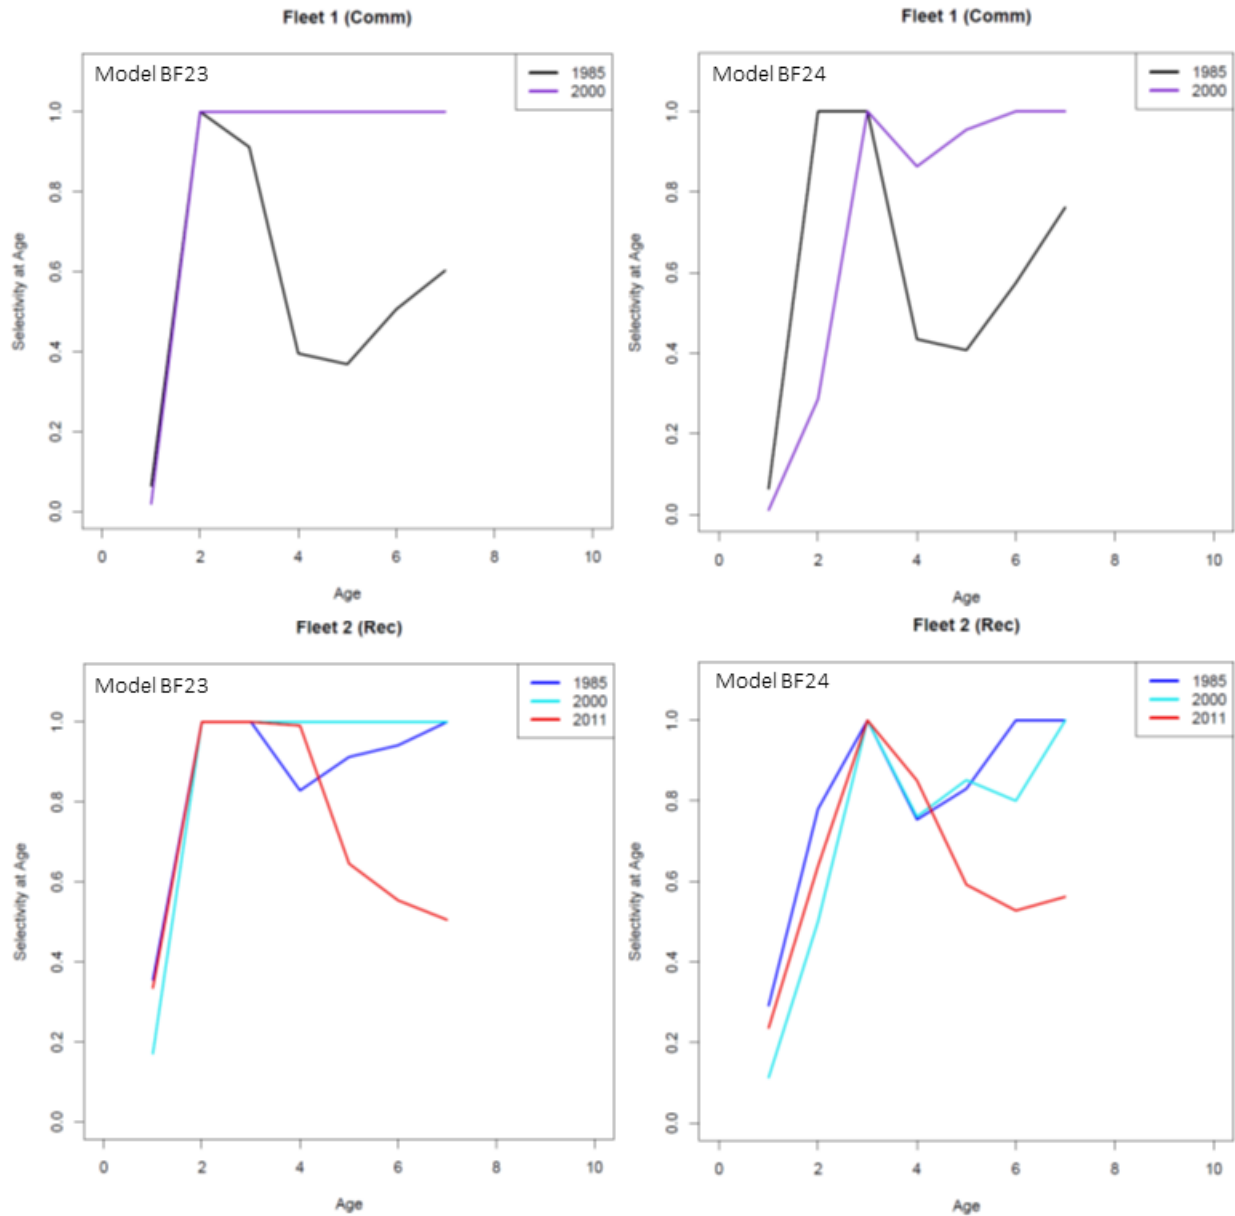 Fleet 1 (Comm)
Model BF23
1985
2000
1.0
0.8
0.6
0.4
0.2
0.0
Selectivity at Age
0 2 4 6 8 10
Age
Fleet 1 (Comm)
Model BF24
1985
2000
1.0
0.8
0.6
0.4
0.2
0.0
Selectivity at Age
0 2 4 6 8 10
Age
Fleet 2 (Rec)
Model BF23
1985
2000
2011
1.0
0.8
0.6
0.4
0.2
0.0
Selectivity at Age
0 2 4 6 8 10
Age
Fleet 2 (Rec)
Model BF24
1985
2000
2011
1.0
0.8
0.6
0.4
0.2
0.0
Selectivity at Age
0 2 4 6 8 10
Age